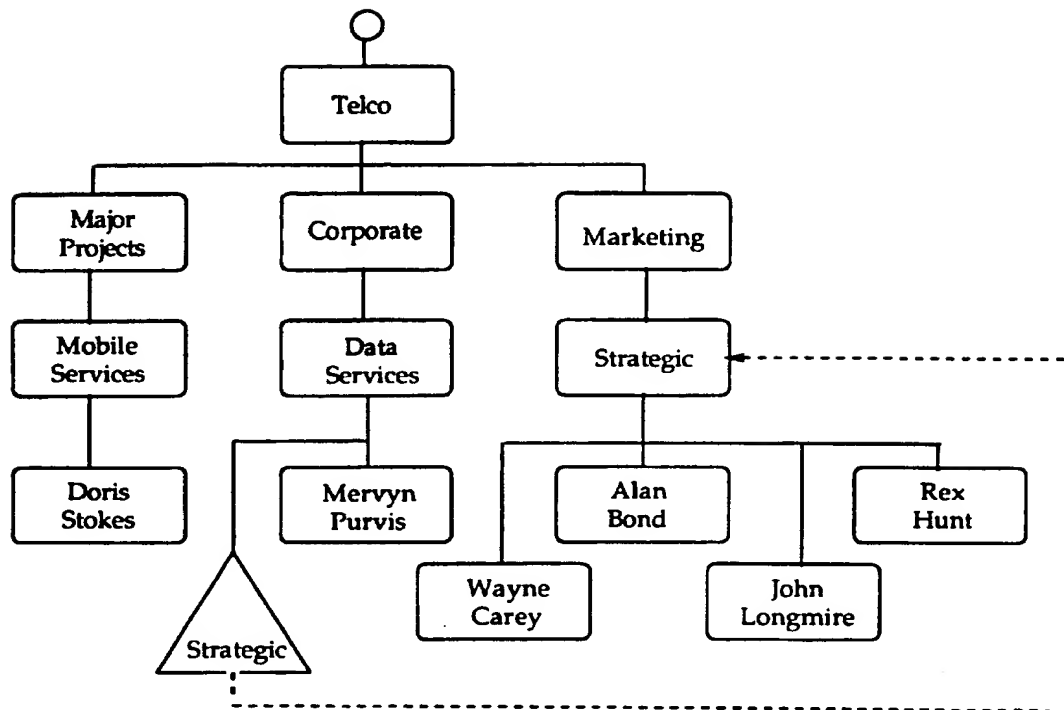 Telco
Major
Projects
Corporate
Marketing
Mobile
Services
Data
Services
Strategic
Doris
Stokes
Mervyn
Purvis
Alan
Bond
Rex
Hunt
Wayne
Carey
John
Longmire
Strategic